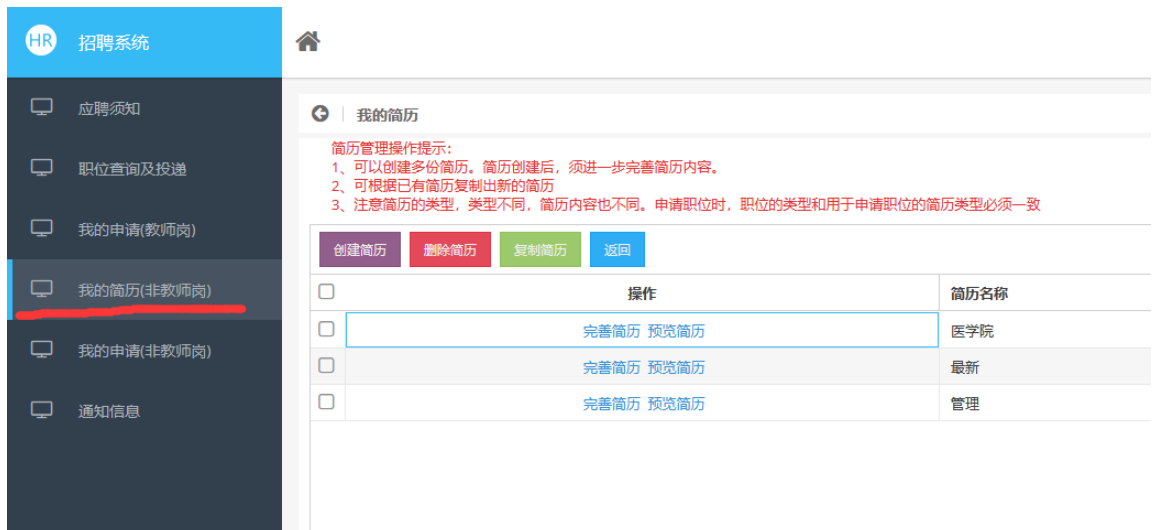 HR 招聘系统
应聘须知
职位查询及投递
我的申请(教师岗)
我的简历(非教师岗)
我的申请(非教师岗)
通知信息
我的简历
简历管理操作提示:
1、可以创建多份简历。简历创建后，须进一步完善简历内容。
2、可根据已有简历复制出新的简历
3、注意简历的类型，类型不同，简历内容也不同。申请职位时，职位的类型和用于申请职位的简历类型必须一致
创建简历 删除简历 复制简历 返回
操作 简历名称
完善简历 预览简历 医学院
完善简历 预览简历 最新
完善简历 预览简历 管理